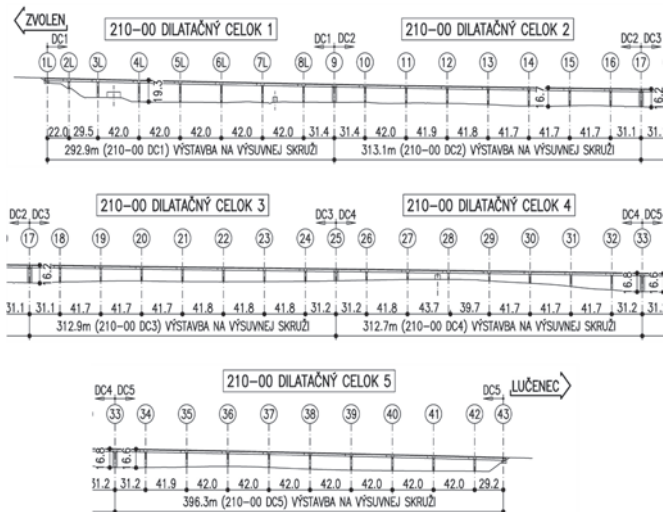 ZVOLEN
DC1
210-00 DILATAČNÝ CELOK 1
DC1 DC2
210-00 DILATAČNÝ CELOK 2
DC2 DC3
1L 2L 3L 4L 5L 6L 7L 8L 9 10 11 12 13 14 15 16 17
19.3 16.7 16.2
22.0 29.5 42.0 42.0 42.0 42.0 42.0 31.4 31.4 42.0 41.9 41.8 41.7 41.7 41.7 31.1 31.
292.9m (210-00 DC1) VÝSTAVBA NA VÝSUVNEJ SKRUŽI 313.1m (210-00 DC2) VÝSTAVBA NA VÝSUVNEJ SKRUŽI
DC2 DC3
210-00 DILATAČNÝ CELOK 3
DC3 DC4
210-00 DILATAČNÝ CELOK 4
DC4 DC5
17 18 19 20 21 22 23 24 25 26 27 28 29 30 31 32 33
16.2 16.8 16.6
31.1 31.1 41.7 41.7 41.7 41.8 41.8 41.8 31.2 31.2 41.8 43.7 39.7 41.7 41.7 41.7 31.2 31.
312.9m (210-00 DC3) VÝSTAVBA NA VÝSUVNEJ SKRUŽI 312.7m (210-00 DC4) VÝSTAVBA NA VÝSUVNEJ SKRUŽI
DC4 DC5
210-00 DILATAČNÝ CELOK 5
DC5
LUČENEC
33 34 35 36 37 38 39 40 41 42 43
16.8 16.6
31.2 31.2 41.9 42.0 42.0 42.0 42.0 42.0 42.0 42.0 29.2
396.3m (210-00 DC5) VÝSTAVBA NA VÝSUVNEJ SKRUŽI